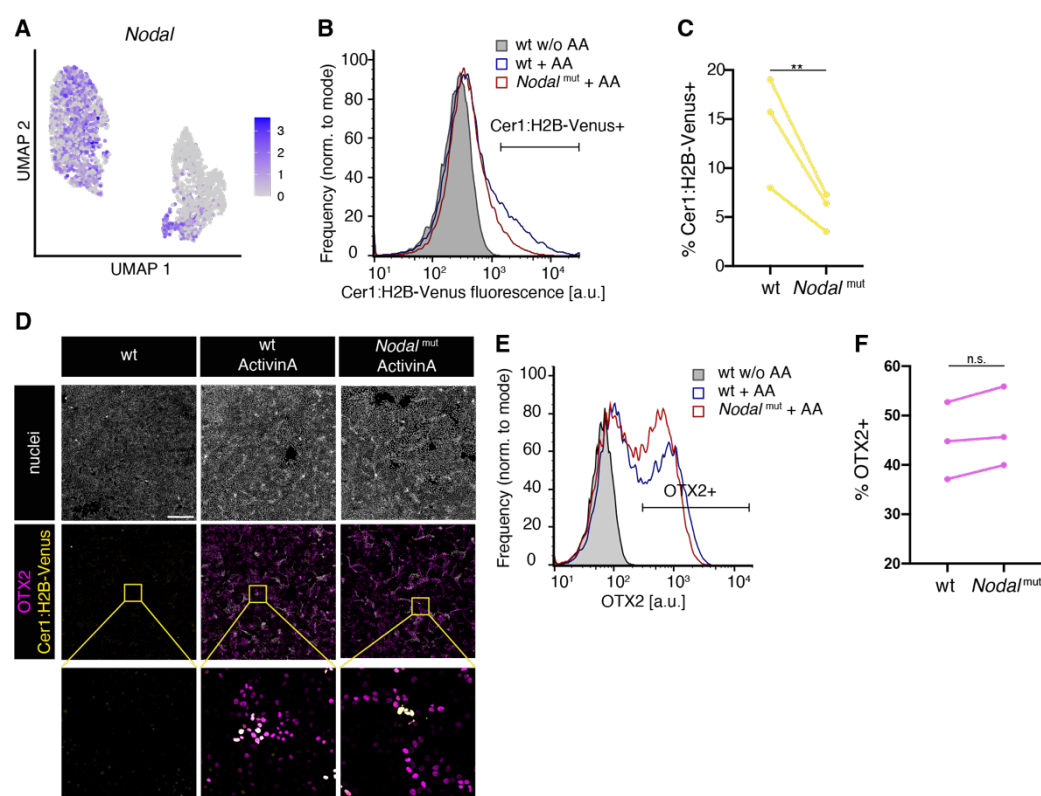 A
Nodal
UMAP 2
UMAP 1
3
2
1
0
B
wt w/o AA
wt + AA
Nodal mut + AA
Cer1:H2B-Venus+
Frequency (norm. to mode)
100
80
60
40
20
0
10¹ 10² 10³ 10⁴
Cer1:H2B-Venus fluorescence [a.u.]
C
**
% Cer1:H2B-Venus+
20
15
10
5
0
wt Nodal mut
D
wt
wt
ActivinA
Nodal mut
ActivinA
nuclei
OTX2
Cer1:H2B-Venus
E
wt w/o AA
wt + AA
Nodal mut + AA
OTX2+
Frequency (norm. to mode)
100
80
60
40
20
0
10¹ 10² 10³ 10⁴
OTX2 [a.u.]
F
n.s.
% OTX2+
60
50
40
30
20
wt Nodal mut